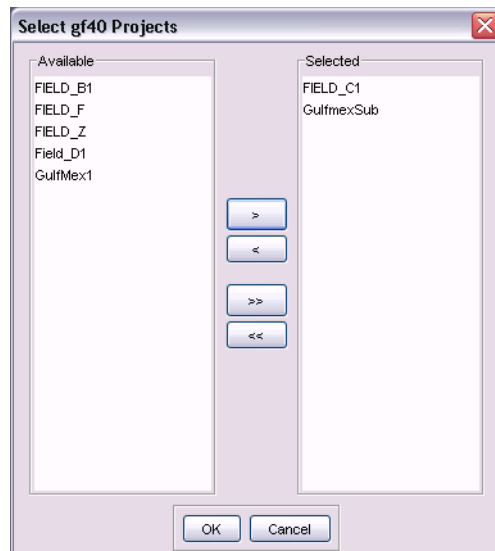 Select gf40 Projects
Available
FIELD_B1
FIELD_F
FIELD_Z
Field_D1
GulfMex1
>
<
>>
<<
Selected
FIELD_C1
GulfmexSub
OK
Cancel